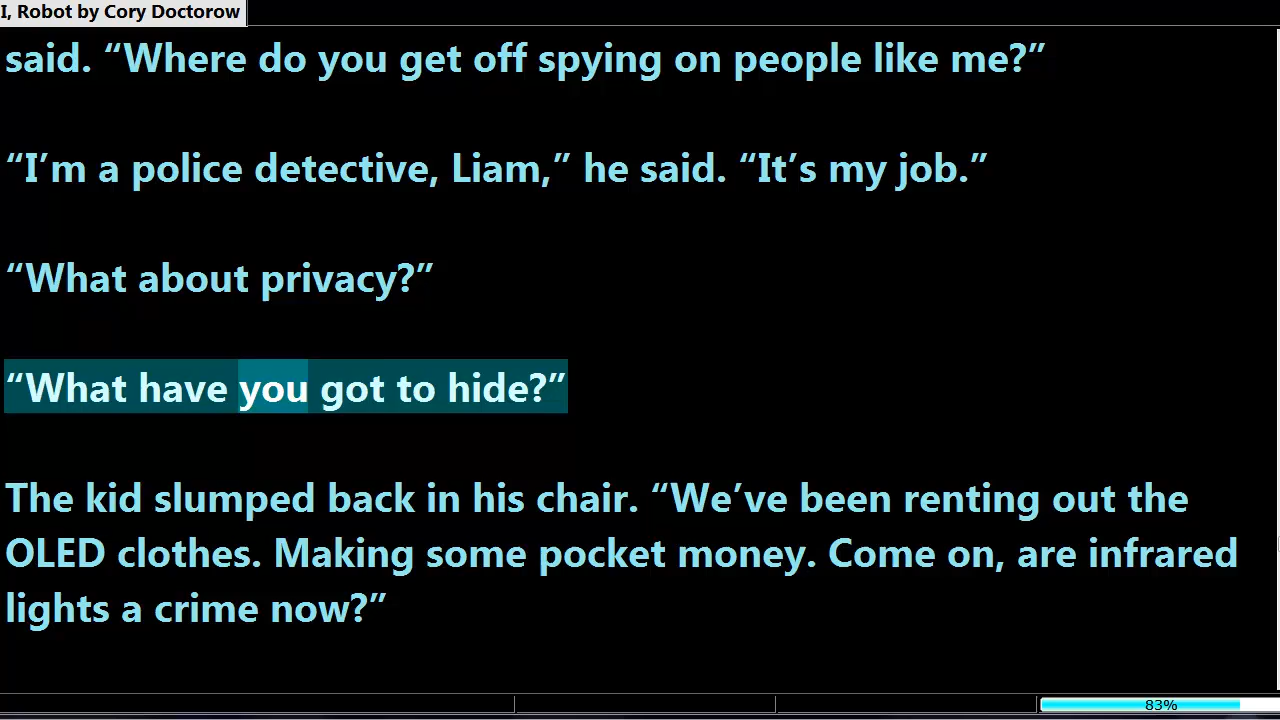 I, Robot by Cory Doctorow
said. “Where do you get off spying on people like me?”
“I’m a police detective, Liam,” he said. “It’s my job.”
“What about privacy?”
“What have you got to hide?”
The kid slumped back in his chair. “We’ve been renting out the
OLED clothes. Making some pocket money. Come on, are infrared
lights a crime now?”
83%